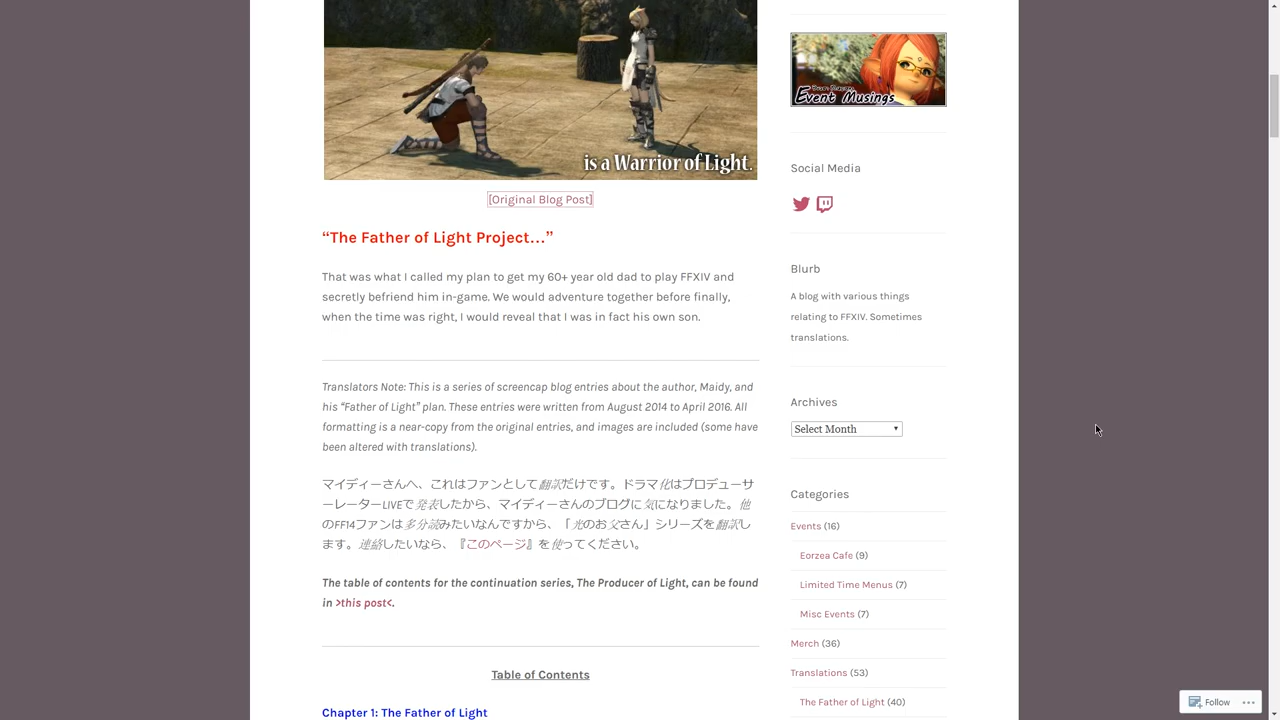 is a Warrior of Light.
[Original Blog Post]
“The Father of Light Project…”
That was what I called my plan to get my 60+ year old dad to play FFXIV and
secretly befriend him in-game. We would adventure together before finally,
when the time was right, I would reveal that I was in fact his own son.
Translators Note: This is a series of screencap blog entries about the author, Maidy, and
his “Father of Light” plan. These entries were written from August 2014 to April 2016. All
formatting is a near-copy from the original entries, and images are included (some have
been altered with translations).
マイディーさんへ、これはファンとして翻訳だけです。ドラマ化はプロデューサ
ーレーターLIVEで発表したから、マイディーさんのブログに気になりました。他
のFF14ファンは多分読みたいなんですから、「光のお父さん」シリーズを翻訳し
ます。連絡したいなら、『このページ』を使ってください。
The table of contents for the continuation series, The Producer of Light, can be found
in >this post<.
Table of Contents
Chapter 1: The Father of Light
Event Musings
Social Media
Blurb
A blog with various things
relating to FFXIV. Sometimes
translations.
Archives
Select Month
Categories
Events (16)
Eorzea Cafe (9)
Limited Time Menus (7)
Misc Events (7)
Merch (36)
Translations (53)
The Father of Light (40)
Follow